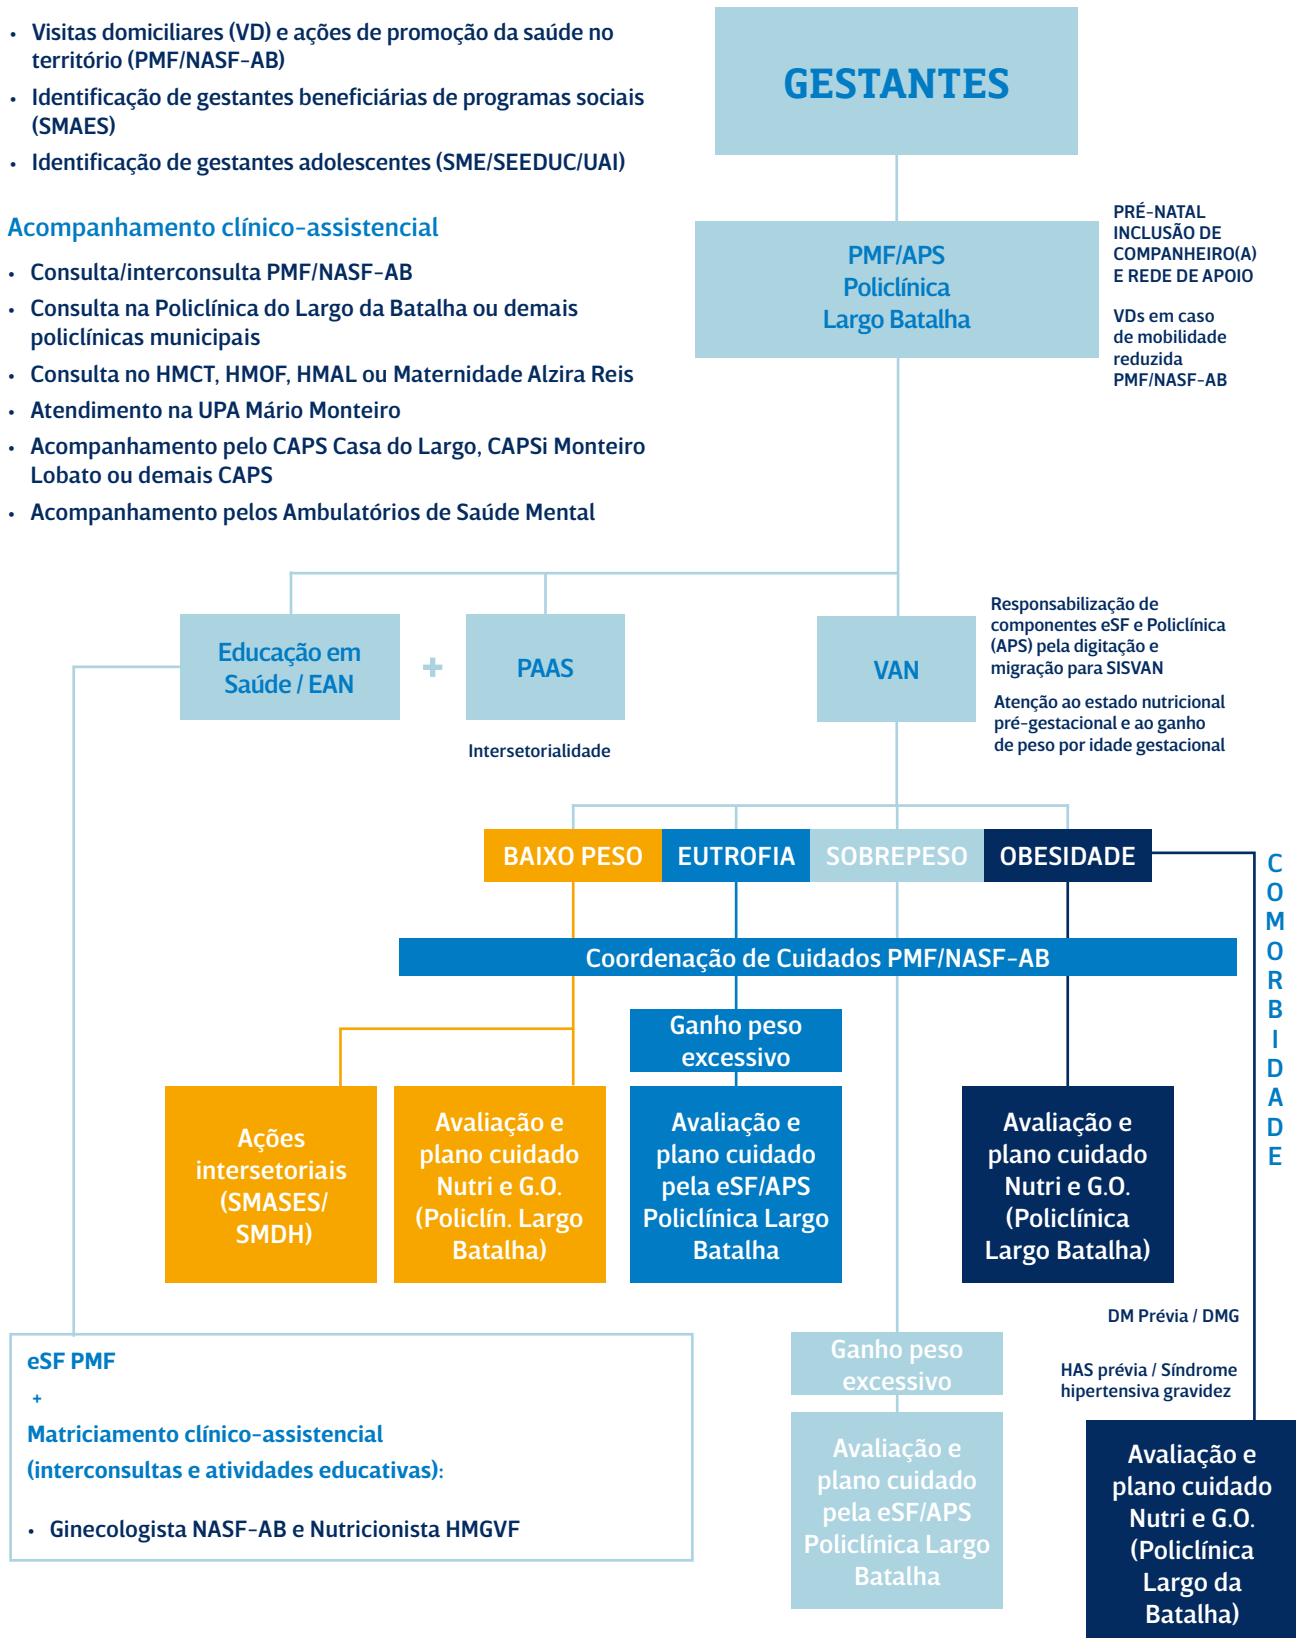 • Visitas domiciliares (VD) e ações de promoção da saúde no
território (PMF/NASF-AB)
• Identificação de gestantes beneficiárias de programas sociais
(SMAES)
• Identificação de gestantes adolescentes (SME/SEEDUC/UAI)
Acompanhamento clínico-assistencial
• Consulta/interconsulta PMF/NASF-AB
• Consulta na Policlínica do Largo da Batalha ou demais
policlínicas municipais
• Consulta no HMCT, HMOF, HMAL ou Maternidade Alzira Reis
• Atendimento na UPA Mário Monteiro
• Acompanhamento pelo CAPS Casa do Largo, CAPSi Monteiro
Lobato ou demais CAPS
• Acompanhamento pelos Ambulatórios de Saúde Mental
GESTANTES
PMF/APS
Policlínica
Largo Batalha
PRÉ-NATAL
INCLUSÃO DE
COMPANHEIRO(A)
E REDE DE APOIO
VDs em caso
de mobilidade
reduzida
PMF/NASF-AB
Educação em
Saúde / EAN
+
PAAS
Intersetorialidade
VAN
Responsabilização de
componentes eSF e Policlínica
(APS) pela digitação e
migração para SISVAN
Atenção ao estado nutricional
pré-gestacional e ao ganho
de peso por idade gestacional
BAIXO PESO
EUTROFIA
SOBREPESO
OBESIDADE
C
O
M
O
R
B
I
D
A
D
E
Coordenação de Cuidados PMF/NASF-AB
Ganho peso
excessivo
Ações
intersetoriais
(SMASES/
SMDH)
Avaliação e
plano cuidado
Nutri e G.O.
(Policlín. Largo
Batalha)
Avaliação e
plano cuidado
pela eSF/APS
Policlínica Largo
Batalha
Avaliação e
plano cuidado
Nutri e G.O.
(Policlínica
Largo Batalha)
DM Prévia / DMG
HAS prévia / Síndrome
hipertensiva gravidez
Ganho peso
excessivo
Avaliação e
plano cuidado
pela eSF/APS
Policlínica Largo
Batalha
Avaliação e
plano cuidado
Nutri e G.O.
(Policlínica
Largo da
Batalha)
eSF PMF
+
Matriciamento clínico-assistencial
(interconsultas e atividades educativas):
• Ginecologista NASF-AB e Nutricionista HMGVF